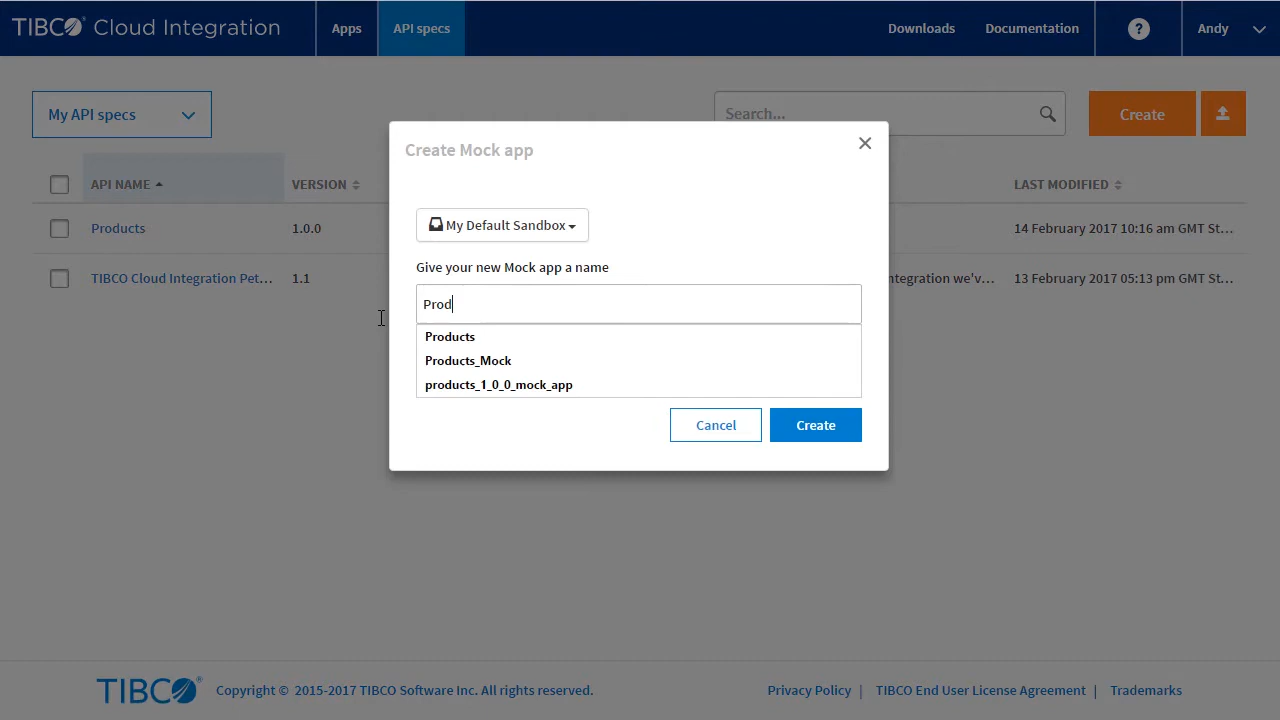 TIBCO® Cloud Integration Apps API specs Downloads Documentation ? Andy
My API specs Search... Create
Create Mock app
API NAME VERSION LAST MODIFIED
My Default Sandbox
Products 1.0.0 14 February 2017 10:16 am GMT St...
Give your new Mock app a name
TIBCO Cloud Integration Pet... 1.1 ntegration we'v... 13 February 2017 05:13 pm GMT St...
Prod
Products
Products_Mock
products_1_0_0_mock_app
Cancel Create
TIBCO® Copyright © 2015-2017 TIBCO Software Inc. All rights reserved. Privacy Policy | TIBCO End User License Agreement | Trademarks